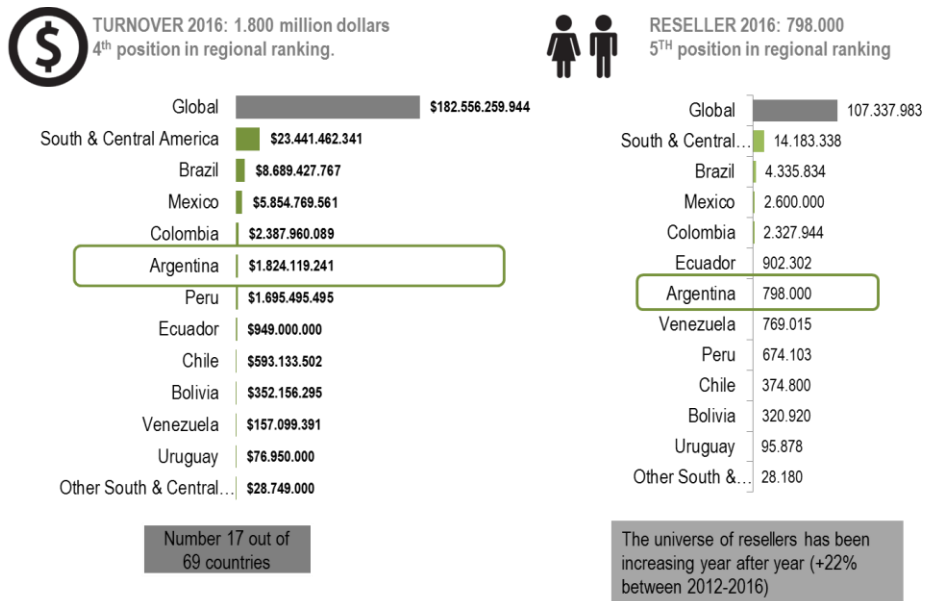 $
TURNOVER 2016: 1.800 million dollars
4th position in regional ranking.
Global $182.556.259.944
South & Central America $23.441.462.341
Brazil $8.689.427.767
Mexico $5.854.769.561
Colombia $2.387.960.089
Argentina $1.824.119.241
Peru $1.695.495.495
Ecuador $949.000.000
Chile $593.133.502
Bolivia $352.156.295
Venezuela $157.099.391
Uruguay $76.950.000
Other South & Central... $28.749.000
Number 17 out of
69 countries
RESELLER 2016: 798.000
5TH position in regional ranking
Global 107.337.983
South & Central... 14.183.338
Brazil 4.335.834
Mexico 2.600.000
Colombia 2.327.944
Ecuador 902.302
Argentina 798.000
Venezuela 769.015
Peru 674.103
Chile 374.800
Bolivia 320.920
Uruguay 95.878
Other South &... 28.180
The universe of resellers has been
increasing year after year (+22%
between 2012-2016)